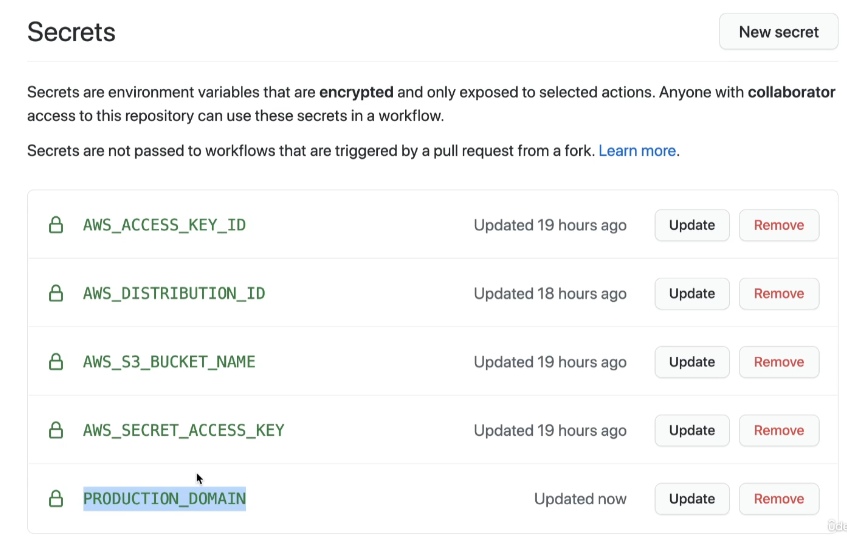 Secrets
New secret
Secrets are environment variables that are encrypted and only exposed to selected actions. Anyone with collaborator
access to this repository can use these secrets in a workflow.
Secrets are not passed to workflows that are triggered by a pull request from a fork. Learn more.
AWS_ACCESS_KEY_ID Updated 19 hours ago Update Remove
AWS_DISTRIBUTION_ID Updated 18 hours ago Update Remove
AWS_S3_BUCKET_NAME Updated 19 hours ago Update Remove
AWS_SECRET_ACCESS_KEY Updated 19 hours ago Update Remove
PRODUCTION_DOMAIN Updated now Update Remove